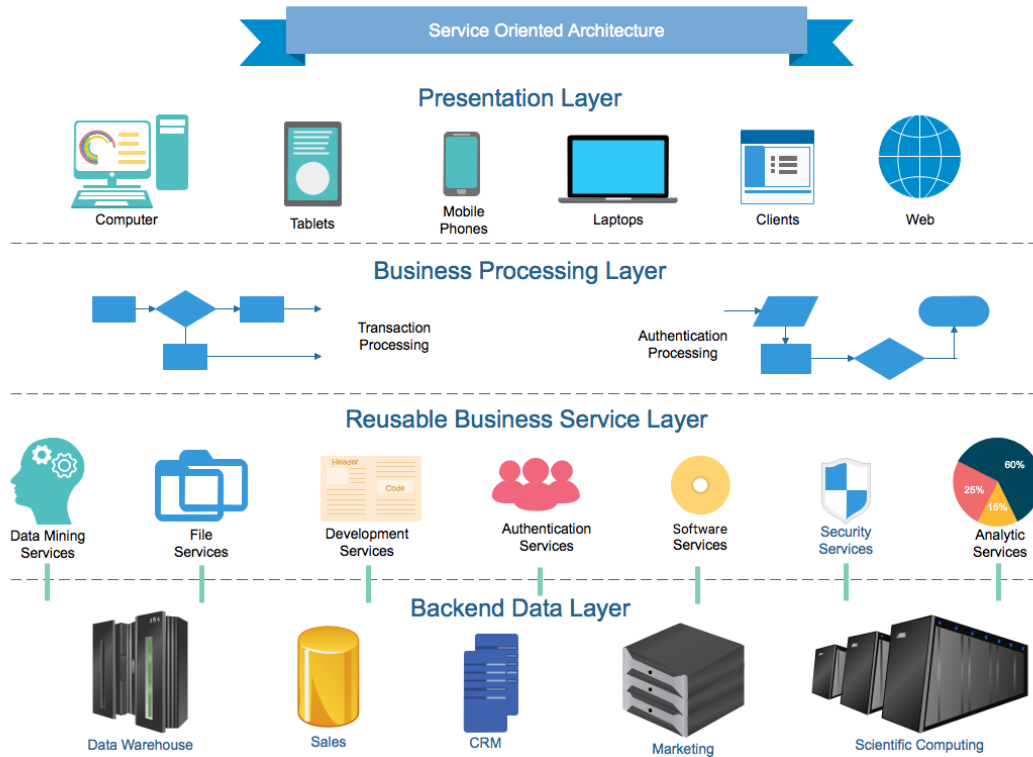 Service Oriented Architecture
Presentation Layer
Computer
Tablets
Mobile
Phones
Laptops
Clients
Web
Business Processing Layer
Transaction
Processing
Authentication
Processing
Reusable Business Service Layer
Header
Code
60%
25%
15%
Data Mining
Services
File
Services
Development
Services
Authentication
Services
Software
Services
Security
Services
Analytic
Services
Backend Data Layer
Data Warehouse
Sales
CRM
Marketing
Scientific Computing